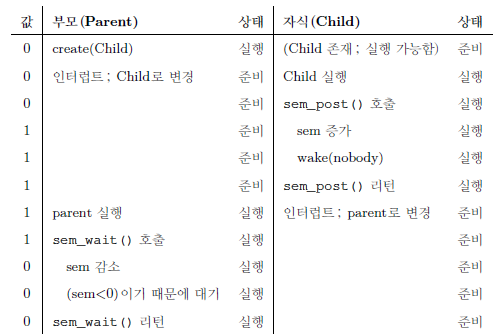 값 부모(Parent) 상태 자식(Child) 상태
0 create(Child) 실행 (Child 존재; 실행 가능함) 준비
0 인터럽트; Child로 변경 준비 Child 실행 실행
0 준비 sem_post() 호출 실행
1 준비 sem 증가 실행
1 준비 wake(nobody) 실행
1 준비 sem_post() 리턴 실행
1 parent 실행 실행 인터럽트; parent로 변경 준비
1 sem_wait() 호출 실행 준비
0 sem 감소 실행 준비
0 (sem<0)이기 때문에 대기 실행 준비
0 sem_wait() 리턴 실행 준비